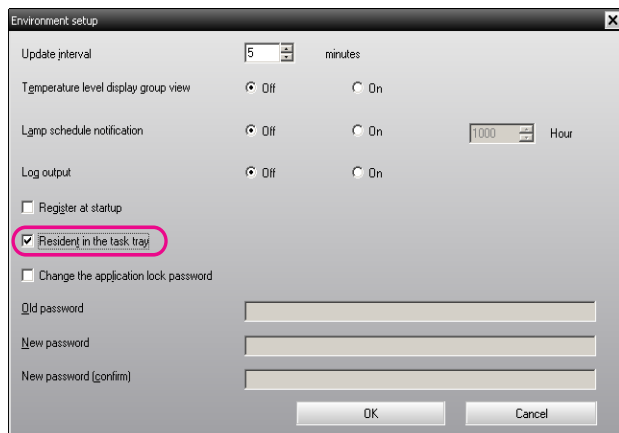 Environment setup
Update interval 5 minutes
Temperature level display group view Off On
Lamp schedule notification Off On 1000 Hour
Log output Off On
Register at startup
Resident in the task tray
Change the application lock password
Old password
New password
New password (confirm)
OK Cancel